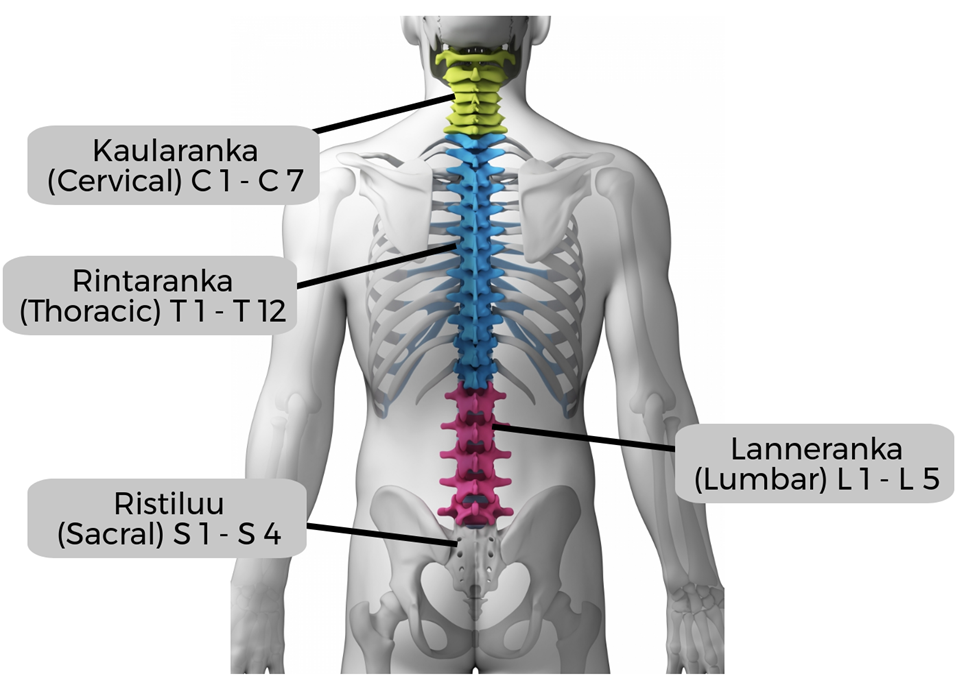 Kaularanka
(Cervical) C 1 - C 7
Rintaranka
(Thoracic) T 1 - T 12
Lanneranka
(Lumbar) L 1 - L 5
Ristiluu
(Sacral) S 1 - S 4